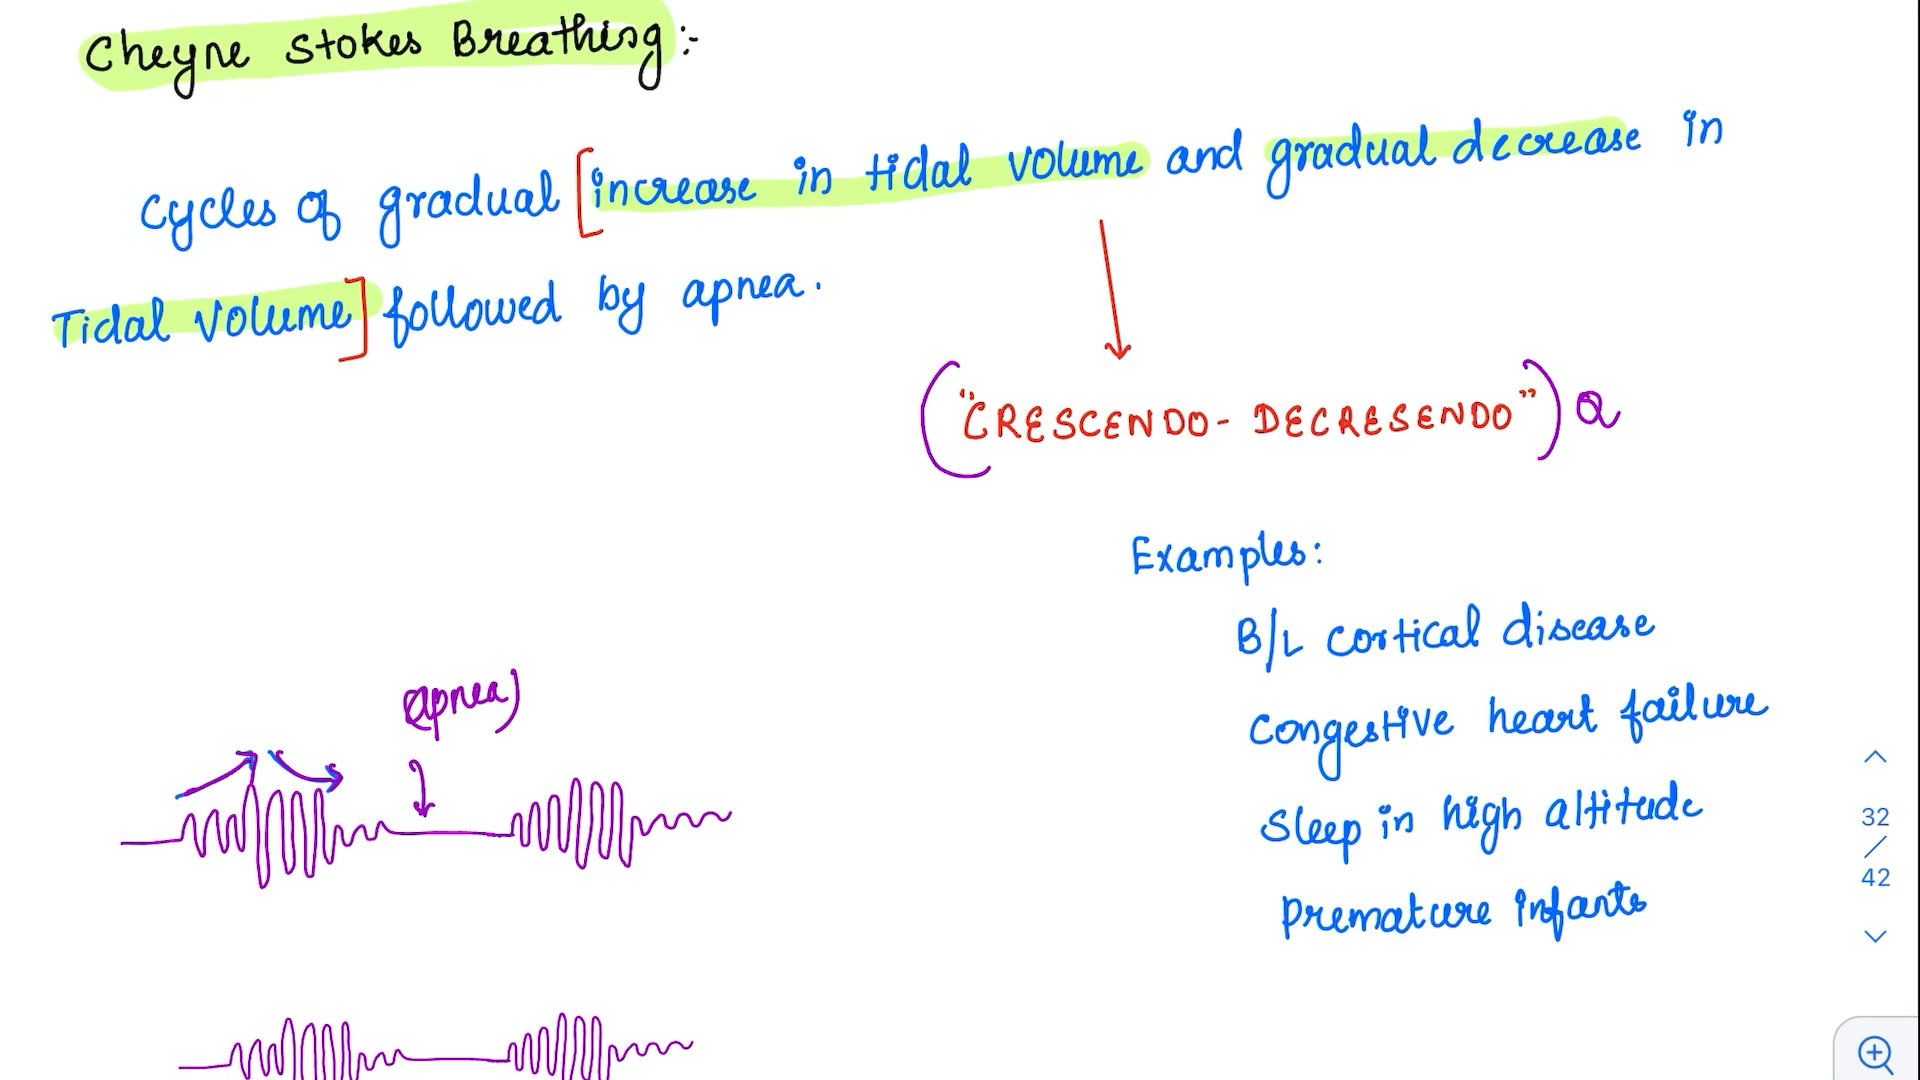 Cheyne Stokes Breathing :-
cycles of gradual [increase in tidal volume and gradual decrease in
Tidal volume] followed by apnea.
("CRESCENDO - DECRESENDO") Q
Examples:
B/L cortical disease
congestive heart failure
Sleep in high altitude
Premature infants
(apnea)
32
/
42